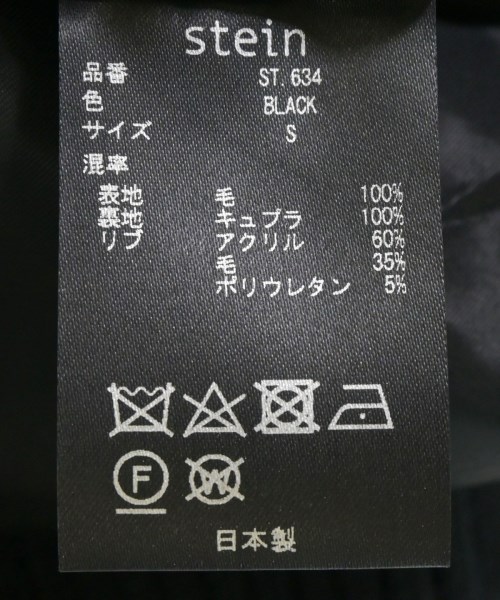 stein
品番 ST.634
色 BLACK
サイズ S
混率
表地 毛 100%
裏地 キュプラ 100%
リブ アクリル 60%
毛 35%
ポリウレタン 5%
F W
日本製